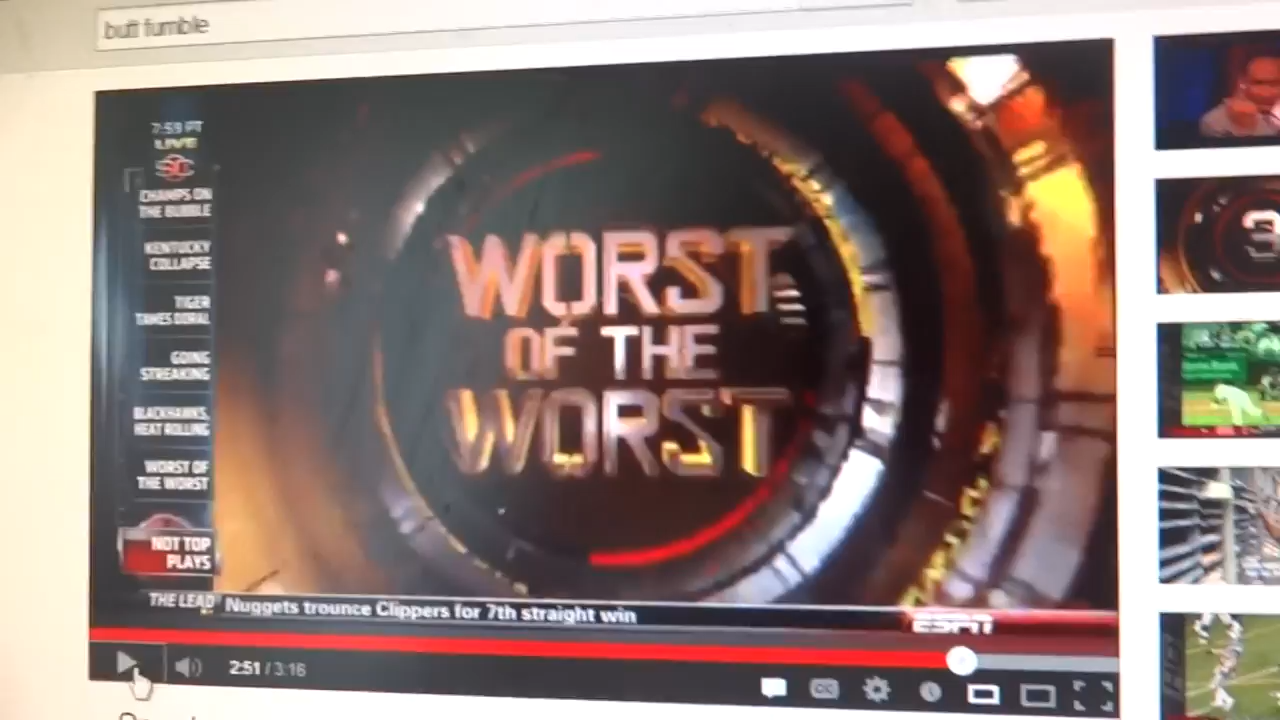 butt fumble
7:59 PT
LIVE
SC
CHAMPS ON
THE BUBBLE
KENTUCKY
COLLAPSE
TIGER
TAMES DORAL
GOING
STREAKING
BLACKHAWKS,
HEAT ROLLING
WORST OF
THE WORST
NOT TOP
PLAYS
WORST
OF THE
WORST
THE LEAD
Nuggets trounce Clippers for 7th straight win
ESPN
2:51 / 3:16
CC
3